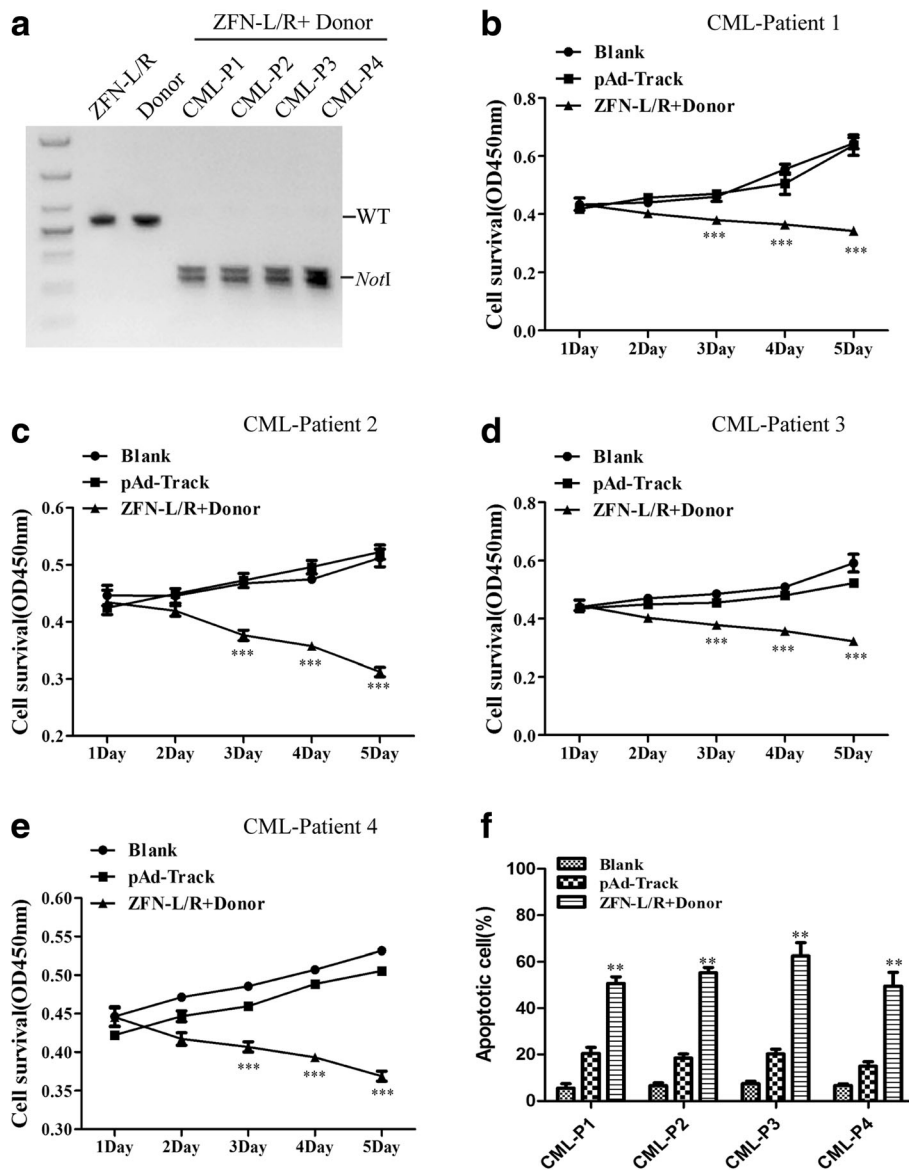 a
ZFN-L/R+ Donor
ZFN-L/R
Donor
CML-P1
CML-P2
CML-P3
CML-P4
WT
NotI
b
CML-Patient 1
Blank
pAd-Track
ZFN-L/R+Donor
Cell survival(OD450nm)
0.8
0.6
0.4
0.2
0.0
***
***
***
1Day
2Day
3Day
4Day
5Day
c
CML-Patient 2
Blank
pAd-Track
ZFN-L/R+Donor
Cell survival(OD450nm)
0.6
0.5
0.4
0.3
0.2
***
***
***
1Day
2Day
3Day
4Day
5Day
d
CML-Patient 3
Blank
pAd-Track
ZFN-L/R+Donor
Cell survival(OD450nm)
0.8
0.6
0.4
0.2
0.0
***
***
***
1Day
2Day
3Day
4Day
5Day
e
CML-Patient 4
Blank
pAd-Track
ZFN-L/R+Donor
Cell survival(OD450nm)
0.60
0.55
0.50
0.45
0.40
0.35
0.30
***
***
***
1Day
2Day
3Day
4Day
5Day
f
Blank
pAd-Track
ZFN-L/R+Donor
Apoptotic cell(%)
100
80
60
40
20
0
**
**
**
**
CML-P1
CML-P2
CML-P3
CML-P4